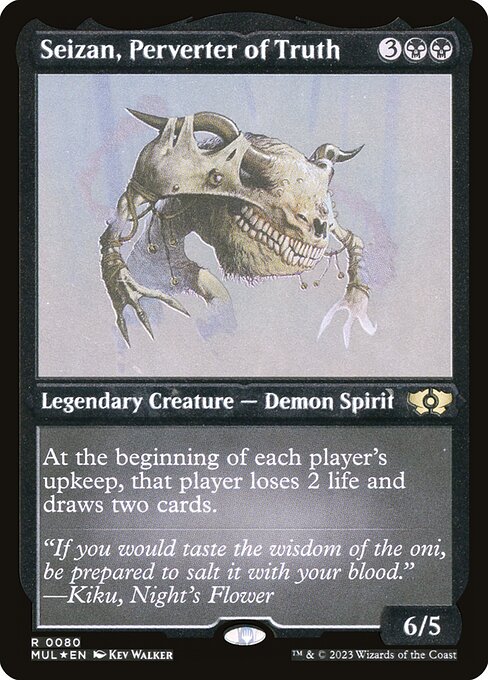 Seizan, Perverter of Truth 3
Legendary Creature — Demon Spirit
At the beginning of each player's
upkeep, that player loses 2 life and
draws two cards.
“If you would taste the wisdom of the oni,
be prepared to salt it with your blood.”
—Kiku, Night's Flower
6/5
R 0080
MUL★EN Kev Walker
™ & © 2023 Wizards of the Coast